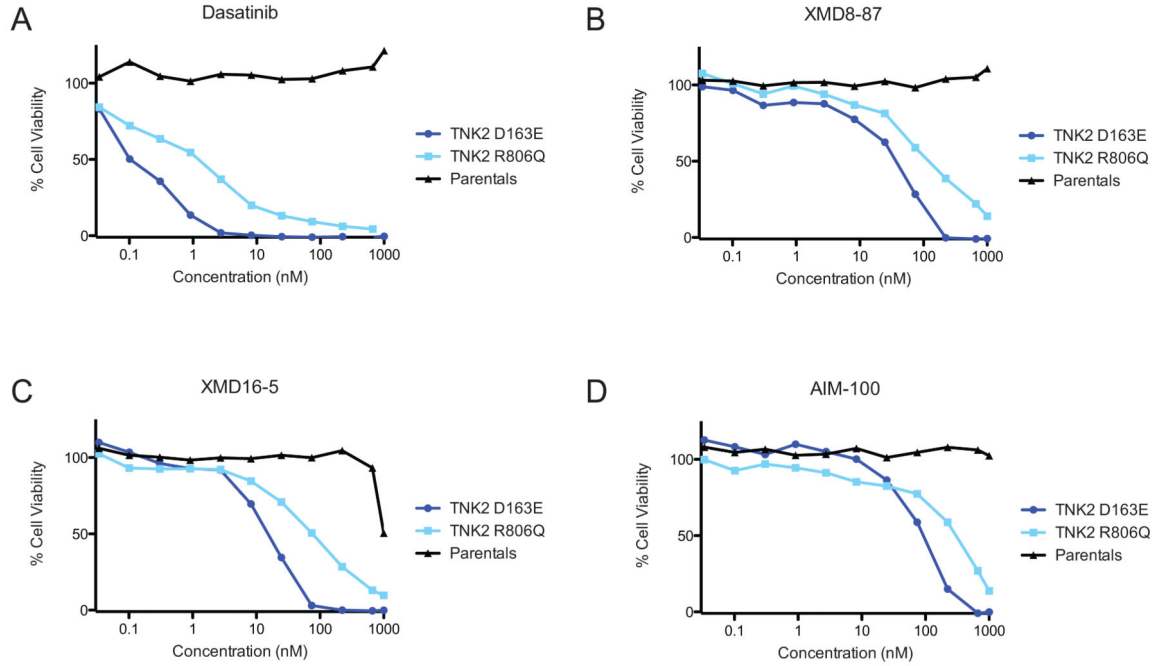 A
Dasatinib
% Cell Viability
100
50
0
0.1 1 10 100 1000
Concentration (nM)
TNK2 D163E
TNK2 R806Q
Parentals
B
XMD8-87
% Cell Viability
100
50
0
0.1 1 10 100 1000
Concentration (nM)
TNK2 D163E
TNK2 R806Q
Parentals
C
XMD16-5
% Cell Viability
100
50
0
0.1 1 10 100 1000
Concentration (nM)
TNK2 D163E
TNK2 R806Q
Parentals
D
AIM-100
% Cell Viability
100
50
0
0.1 1 10 100 1000
Concentration (nM)
TNK2 D163E
TNK2 R806Q
Parentals